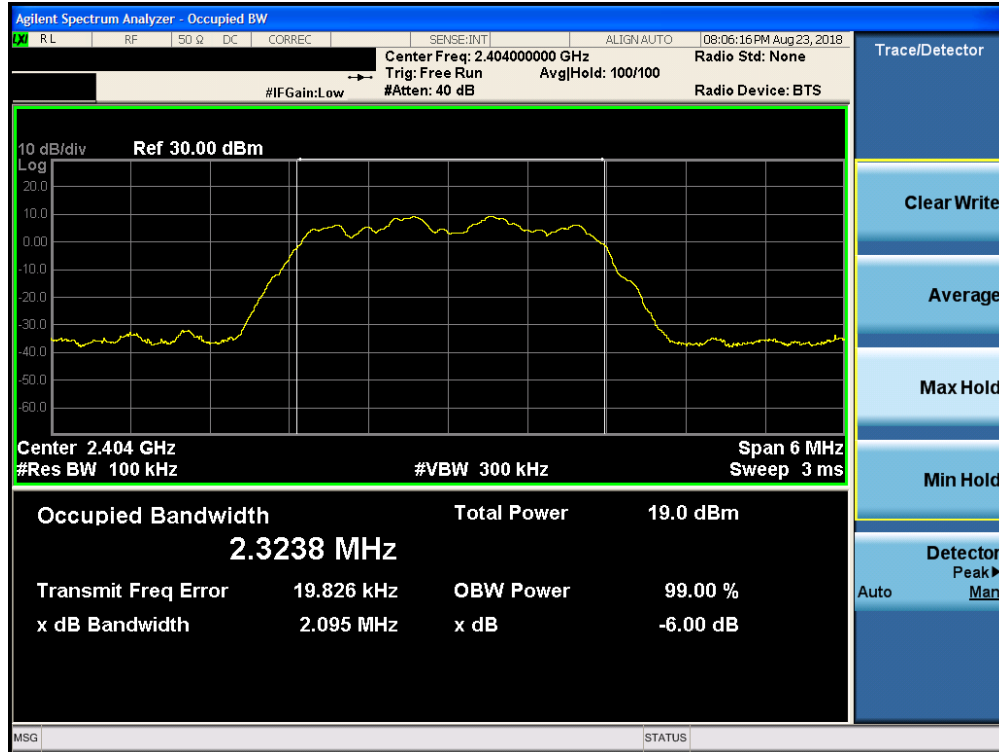 Agilent Spectrum Analyzer - Occupied BW
LXI RL RF 50 Ω DC CORREC SENSE:INT ALIGN AUTO 08:06:16 PM Aug 23, 2018
Center Freq: 2.404000000 GHz Radio Std: None
Trig: Free Run Avg|Hold: 100/100
#IFGain:Low #Atten: 40 dB Radio Device: BTS
Trace/Detector
10 dB/div Ref 30.00 dBm
Log
20.0
10.0
0.00
-10.0
-20.0
-30.0
-40.0
-50.0
-60.0
Center 2.404 GHz Span 6 MHz
#Res BW 100 kHz #VBW 300 kHz Sweep 3 ms
Occupied Bandwidth Total Power 19.0 dBm
2.3238 MHz
Transmit Freq Error 19.826 kHz OBW Power 99.00 %
x dB Bandwidth 2.095 MHz x dB -6.00 dB
Clear Write
Average
Max Hold
Min Hold
Detector
Peak▶
Auto Man
MSG STATUS